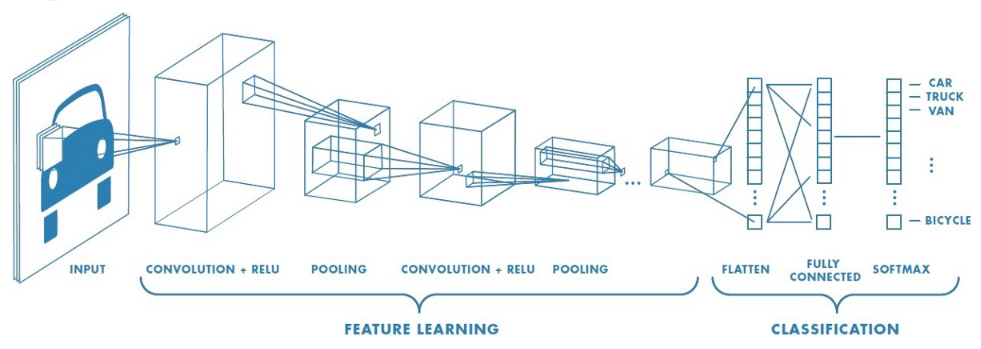 CAR
TRUCK
VAN
BICYCLE
INPUT
CONVOLUTION + RELU
POOLING
CONVOLUTION + RELU
POOLING
FLATTEN
FULLY
CONNECTED
SOFTMAX
FEATURE LEARNING
CLASSIFICATION